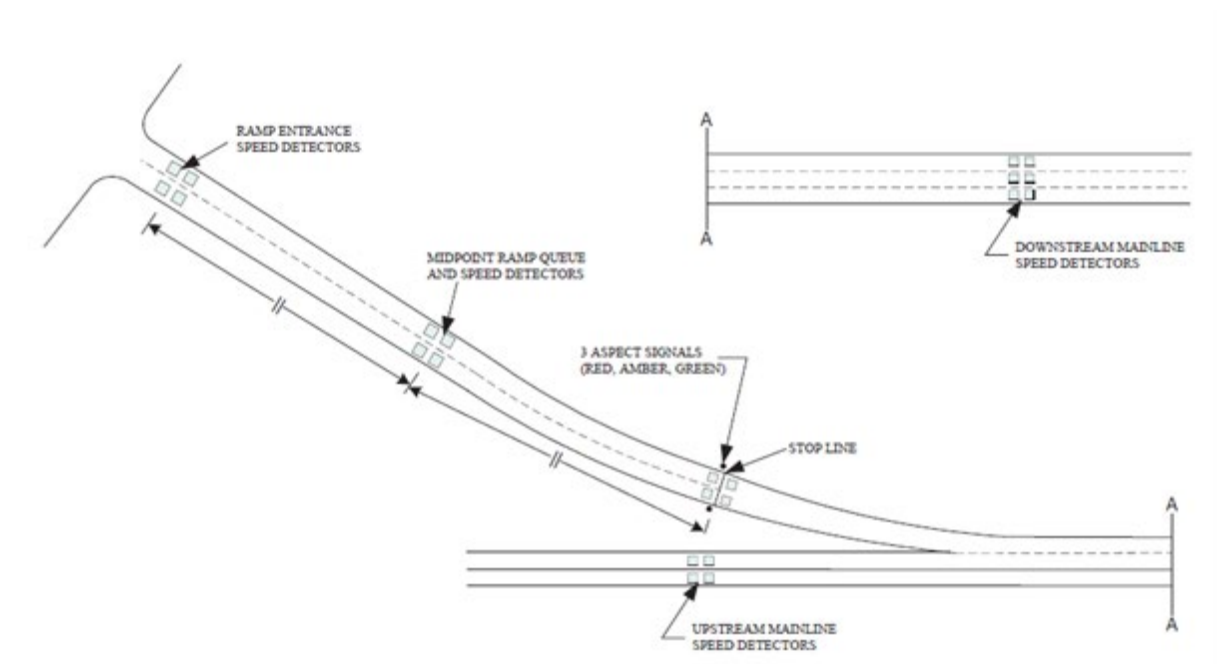 RAMP ENTRANCE
SPEED DETECTORS
A
A
DOWNSTREAM MAINLINE
SPEED DETECTORS
MIDPOINT RAMP QUEUE
AND SPEED DETECTORS
3 ASPECT SIGNALS
(RED, AMBER, GREEN)
STOP LINE
A
A
UPSTREAM MAINLINE
SPEED DETECTORS